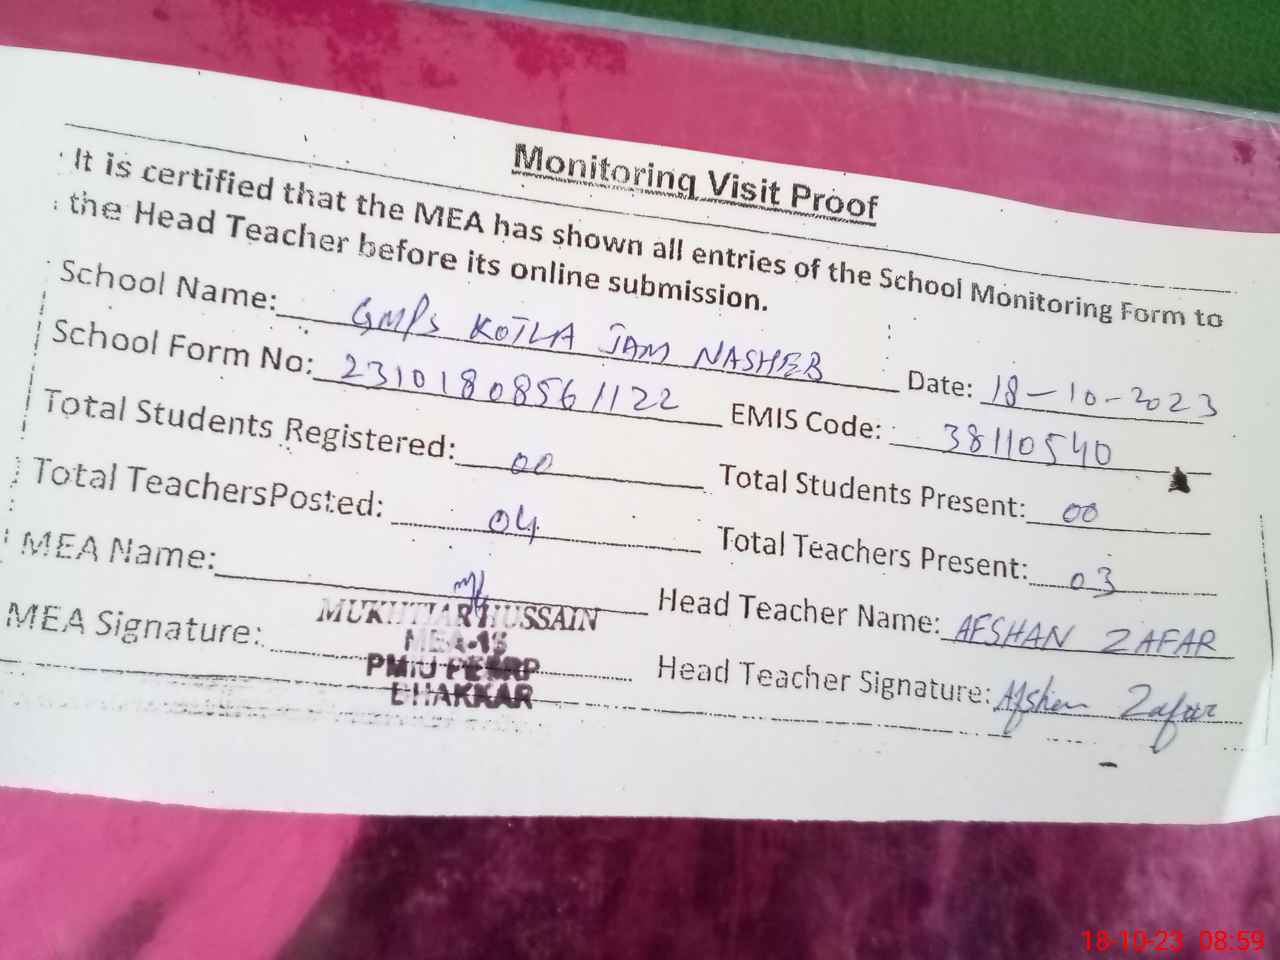 Monitoring Visit Proof
It is certified that the MEA has shown all entries of the School Monitoring Form to
the Head Teacher before its online submission.
School Name: GMPS KOTLA JAM NASHEB Date: 18-10-2023
School Form No: 23101808561122 EMIS Code: 38110540
Total Students Registered: 00 Total Students Present: 00
Total TeachersPosted: 04 Total Teachers Present: 03
MEA Name: Head Teacher Name: AFSHAN ZAFAR
MUKHTIAR HUSSAIN
MEA Signature: MEA-15 Head Teacher Signature: Afshan Zafar
PMIU PESRP
BHAKKAR
18-10-23 08:59